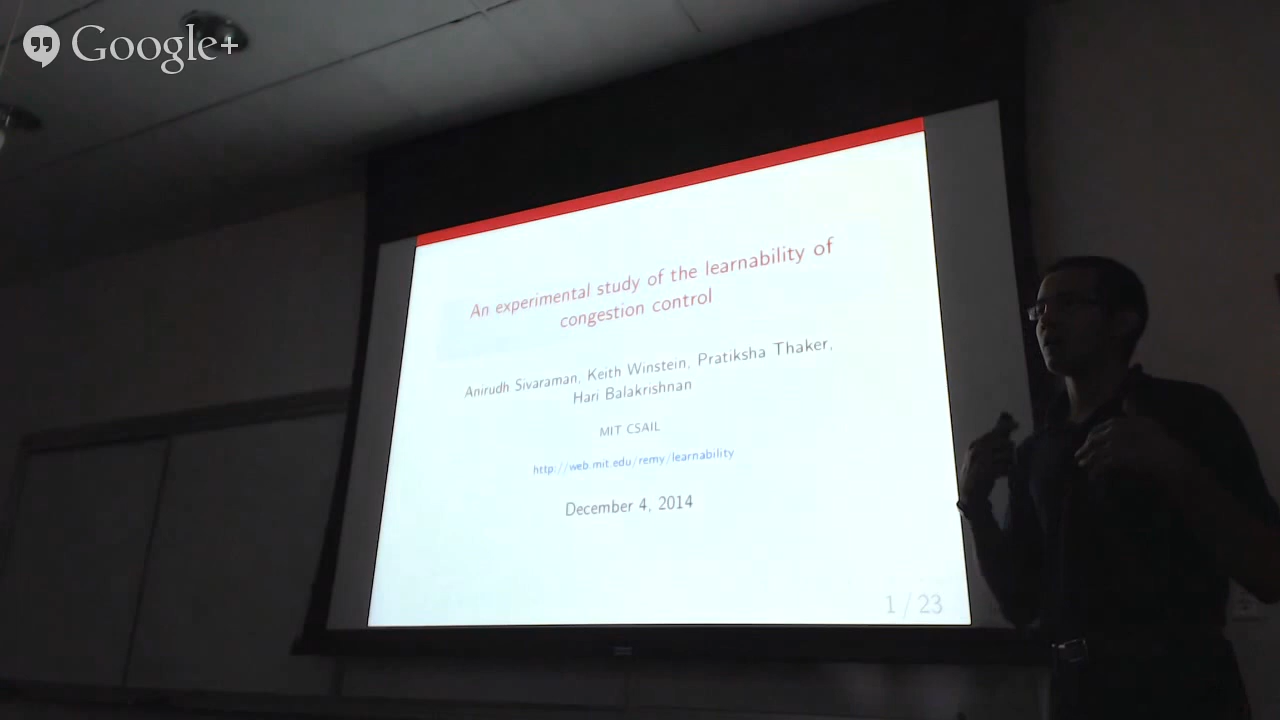 Google+
An experimental study of the learnability of
congestion control
Anirudh Sivaraman, Keith Winstein, Pratiksha Thaker,
Hari Balakrishnan
MIT CSAIL
http://web.mit.edu/remy/learnability
December 4, 2014
1 / 23